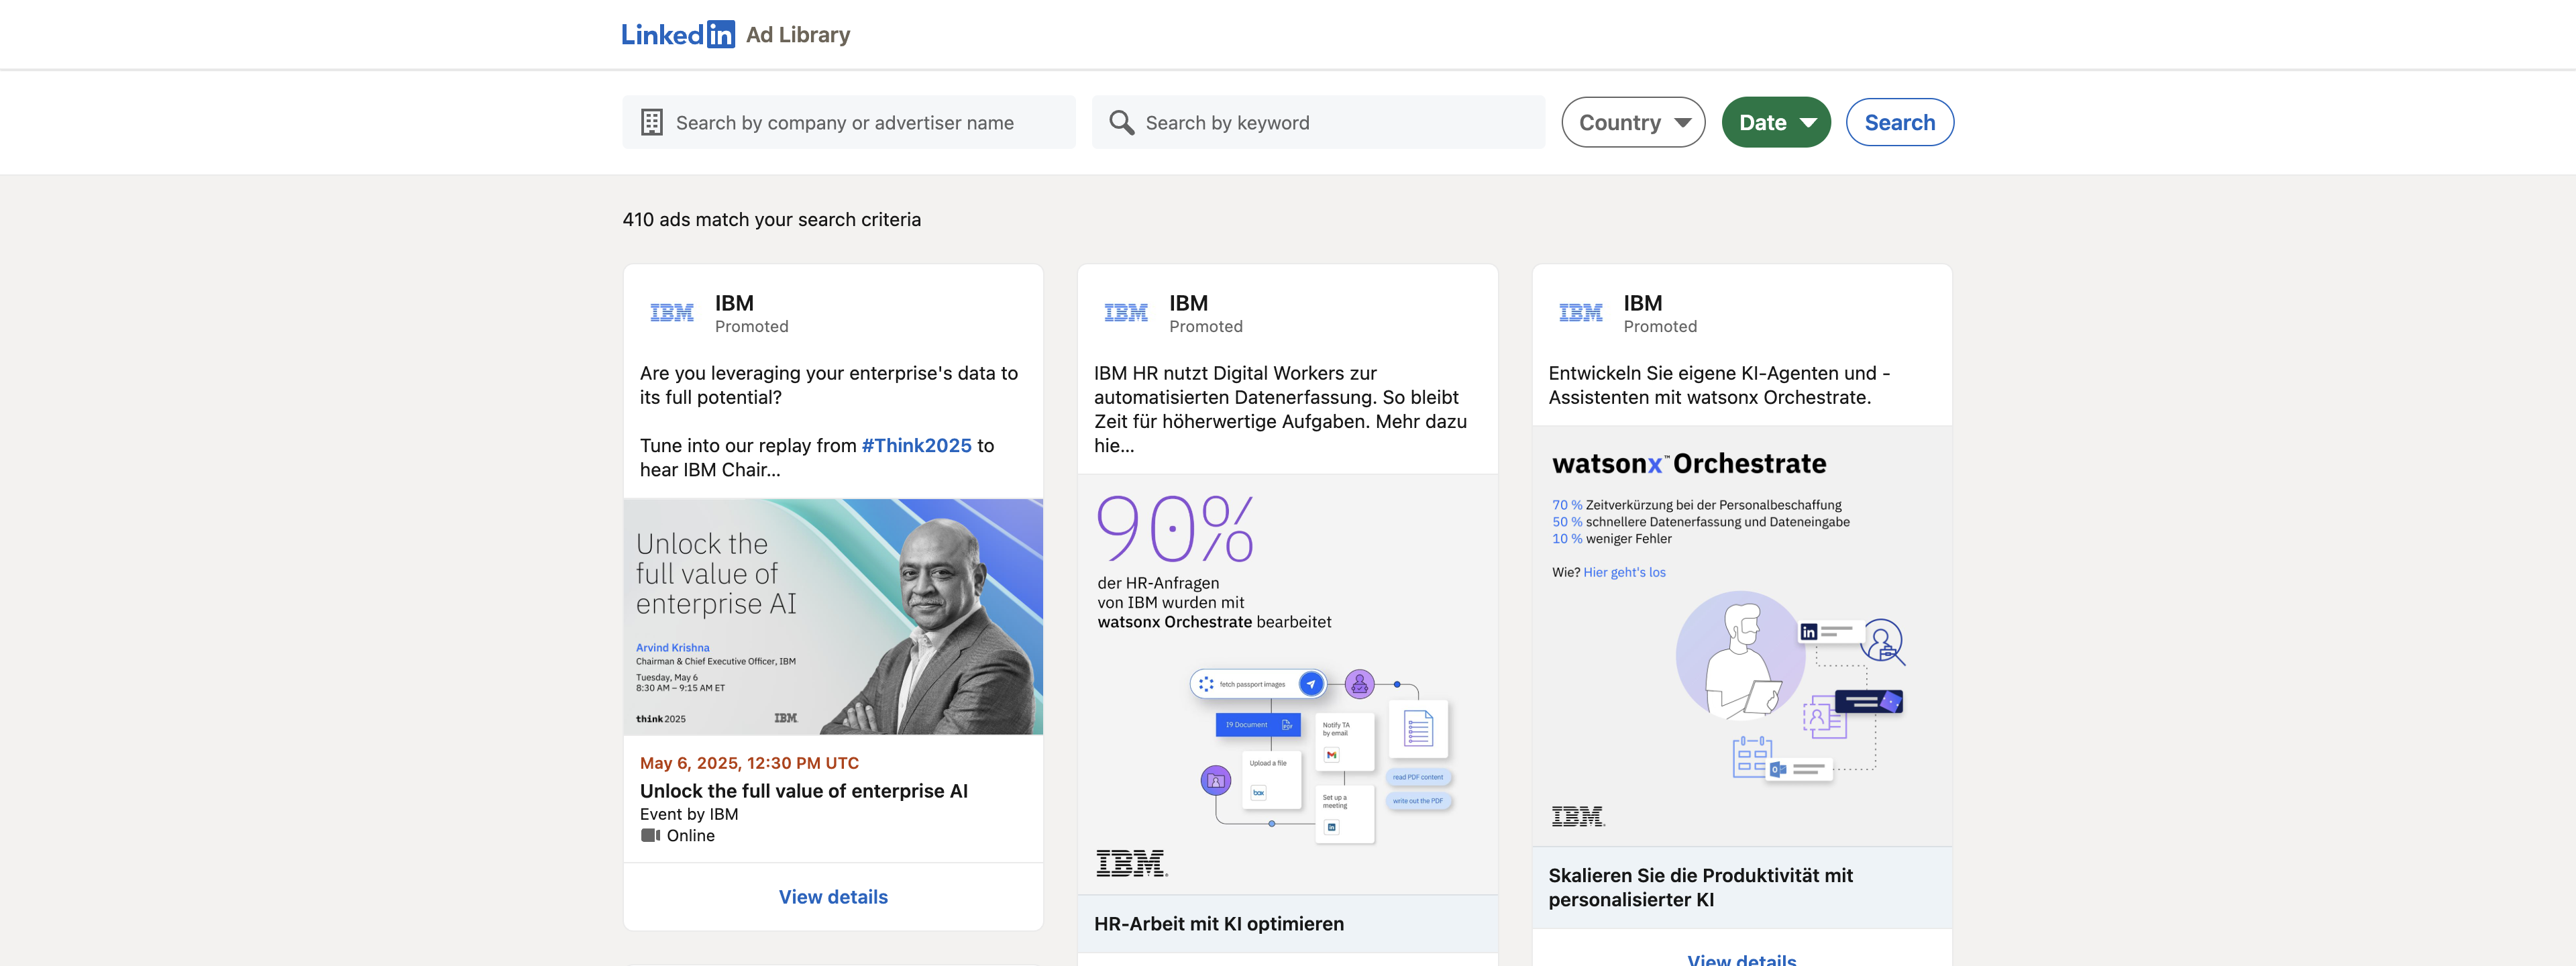 LinkedIn Ad Library
Search by company or advertiser name
Search by keyword
Country
Date
Search
410 ads match your search criteria
IBM
IBM
Promoted
Are you leveraging your enterprise's data to
its full potential?
Tune into our replay from #Think2025 to
hear IBM Chair...
Unlock the
full value of
enterprise AI
Arvind Krishna
Chairman & Chief Executive Officer, IBM
Tuesday, May 6
8:30 AM – 9:15 AM ET
think 2025
IBM
May 6, 2025, 12:30 PM UTC
Unlock the full value of enterprise AI
Event by IBM
Online
View details
IBM
IBM
Promoted
IBM HR nutzt Digital Workers zur
automatisierten Datenerfassung. So bleibt
Zeit für höherwertige Aufgaben. Mehr dazu
hie...
90%
der HR-Anfragen
von IBM wurden mit
watsonx Orchestrate bearbeitet
fetch passport images
I9 Document
PDF
Notify TA
by email
Upload a file
box
read PDF content
Set up a
meeting
in
write out the PDF
IBM®
HR-Arbeit mit KI optimieren
IBM
IBM
Promoted
Entwickeln Sie eigene KI-Agenten und -
Assistenten mit watsonx Orchestrate.
watsonx™ Orchestrate
70 % Zeitverkürzung bei der Personalbeschaffung
50 % schnellere Datenerfassung und Dateneingabe
10 % weniger Fehler
Wie? Hier geht's los
in
IBM®
Skalieren Sie die Produktivität mit
personalisierter KI
View details